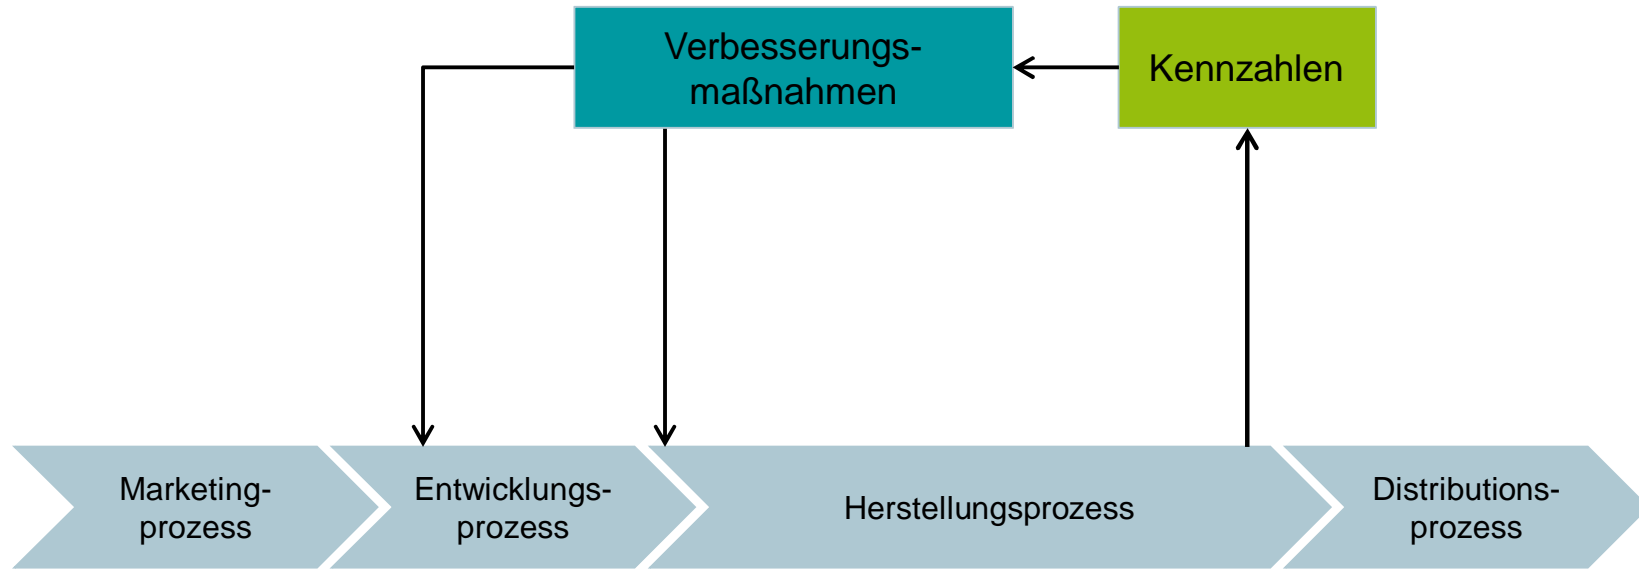 Verbesserungs-
maßnahmen
Kennzahlen
Marketing-
prozess
Entwicklungs-
prozess
Herstellungsprozess
Distributions-
prozess